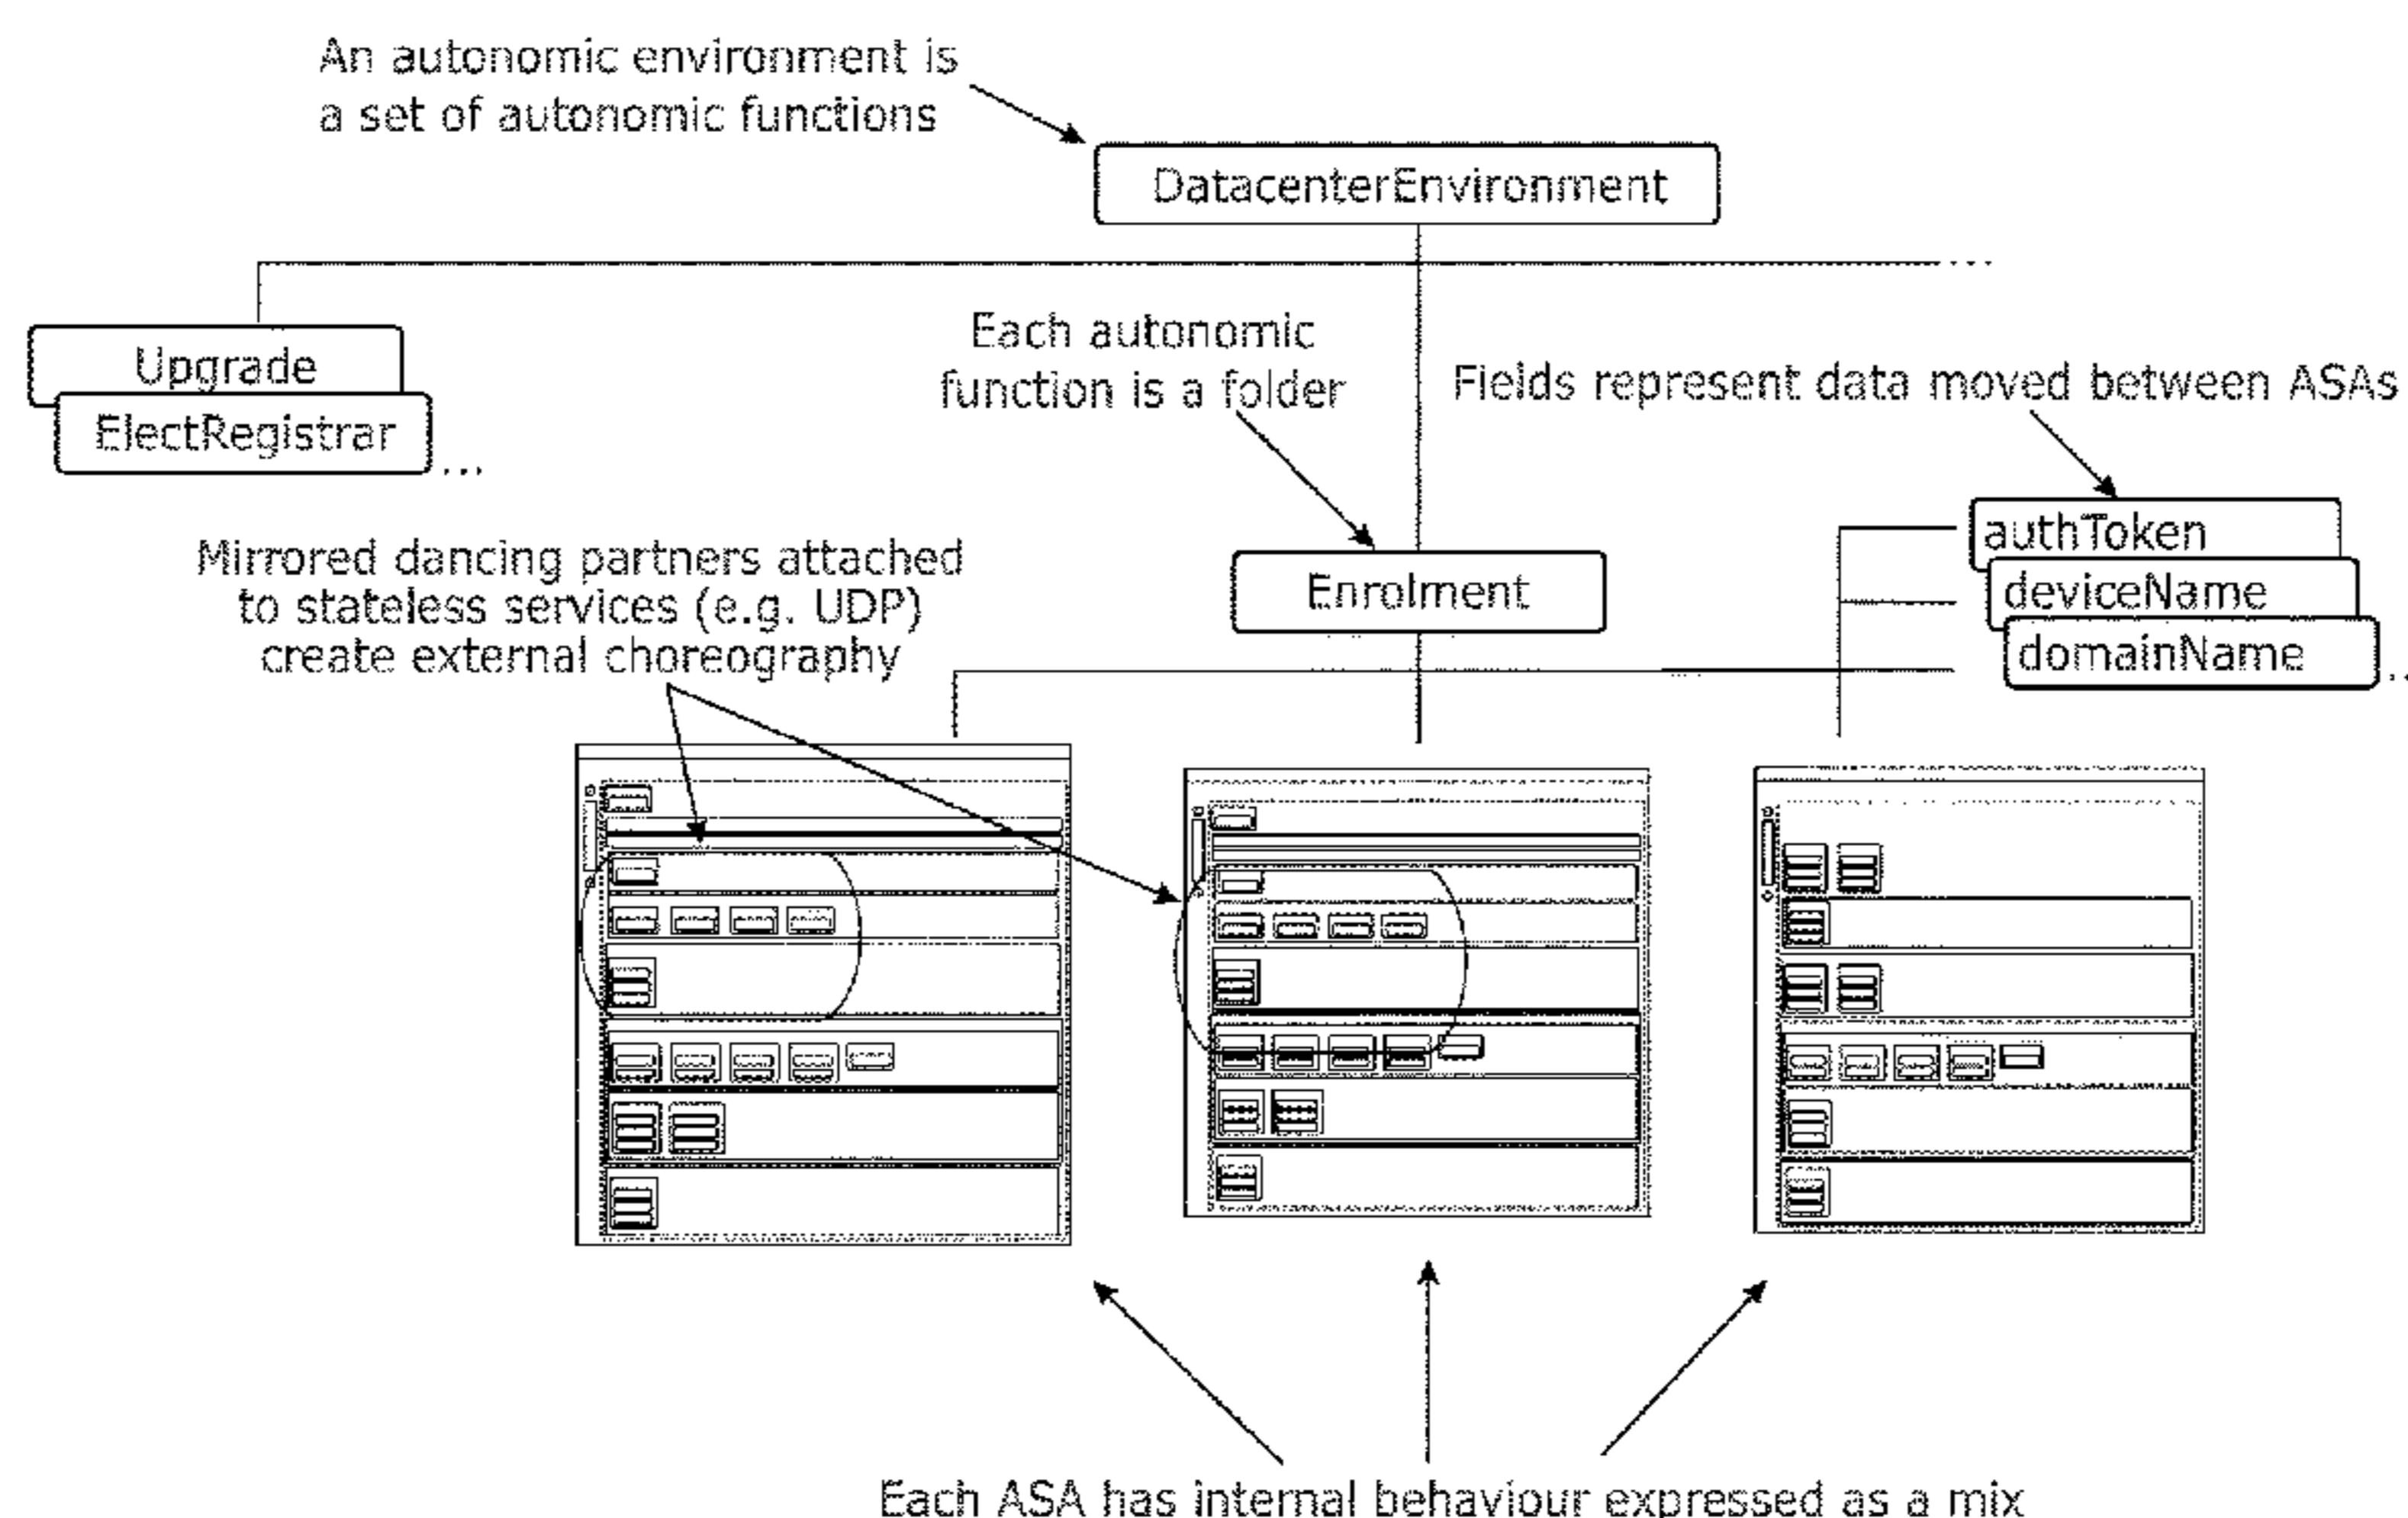 An autonomic environment is
a set of autonomic functions
DatacenterEnvironment
Upgrade
ElectRegistrar
...
Each autonomic
function is a folder
Fields represent data moved between ASAs
authToken
deviceName
domainName
Mirrored dancing partners attached
to stateless services (e.g. UDP)
create external choreography
Enrolment
Each ASA has internal behaviour expressed as a mix